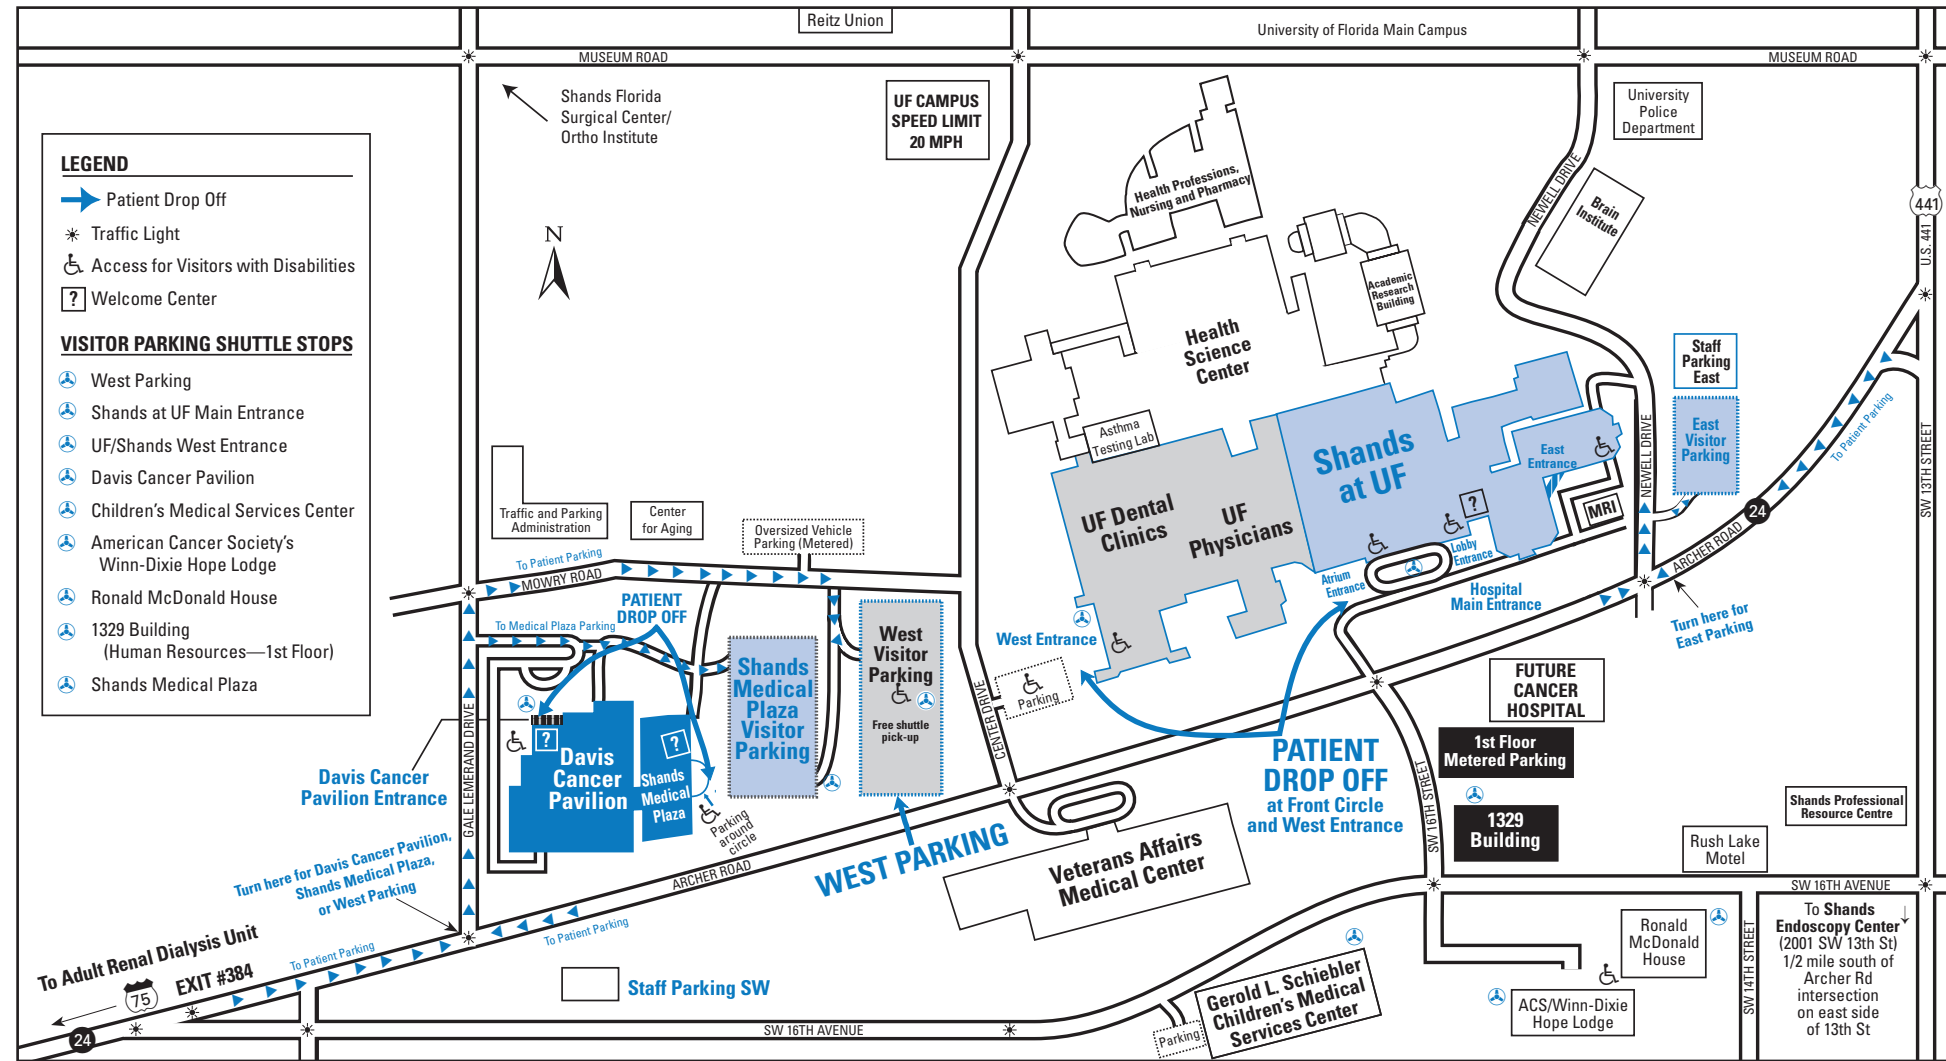 Reitz Union
University of Florida Main Campus
MUSEUM ROAD
MUSEUM ROAD
Shands Florida
Surgical Center/
Ortho Institute
UF CAMPUS
SPEED LIMIT
20 MPH
University
Police
Department
LEGEND
Patient Drop Off
Traffic Light
Access for Visitors with Disabilities
? Welcome Center
VISITOR PARKING SHUTTLE STOPS
West Parking
Shands at UF Main Entrance
UF/Shands West Entrance
Davis Cancer Pavilion
Children's Medical Services Center
American Cancer Society's
Winn-Dixie Hope Lodge
Ronald McDonald House
1329 Building
(Human Resources—1st Floor)
Shands Medical Plaza
N
Health Professions,
Nursing and Pharmacy
NEWELL DRIVE
Brain
Institute
441
U.S. 441
Academic
Research
Building
Health
Science
Center
Staff
Parking
East
East
Visitor
Parking
To Patient Parking
SW 13TH STREET
NEWELL DRIVE
Asthma
Testing Lab
Shands
at UF
East
Entrance
?
MRI
24
ARCHER ROAD
UF Dental
Clinics
UF
Physicians
Lobby
Entrance
Atrium
Entrance
Hospital
Main Entrance
Turn here for
East Parking
Traffic and Parking
Administration
Center
for Aging
Oversized Vehicle
Parking (Metered)
To Patient Parking
MOWRY ROAD
PATIENT
DROP OFF
To Medical Plaza Parking
West
Visitor
Parking
Free shuttle
pick-up
Shands
Medical
Plaza
Visitor
Parking
West Entrance
Parking
CENTER DRIVE
FUTURE
CANCER
HOSPITAL
1st Floor
Metered Parking
1329
Building
PATIENT
DROP OFF
at Front Circle
and West Entrance
SW 16TH STREET
Shands Professional
Resource Centre
Rush Lake
Motel
GALE LEMERAND DRIVE
?
Davis
Cancer
Pavilion
?
Shands
Medical
Plaza
Parking
around
circle
Davis Cancer
Pavilion Entrance
WEST PARKING
ARCHER ROAD
Veterans Affairs
Medical Center
Turn here for Davis Cancer Pavilion,
Shands Medical Plaza,
or West Parking
SW 16TH AVENUE
To Patient Parking
To Patient Parking
To Adult Renal Dialysis Unit
75
EXIT #384
24
Staff Parking SW
SW 16TH AVENUE
Gerold L. Schiebler
Children's Medical
Services Center
Parking
Ronald
McDonald
House
ACS/Winn-Dixie
Hope Lodge
SW 14TH STREET
To Shands
Endoscopy Center
(2001 SW 13th St)
1/2 mile south of
Archer Rd
intersection
on east side
of 13th St